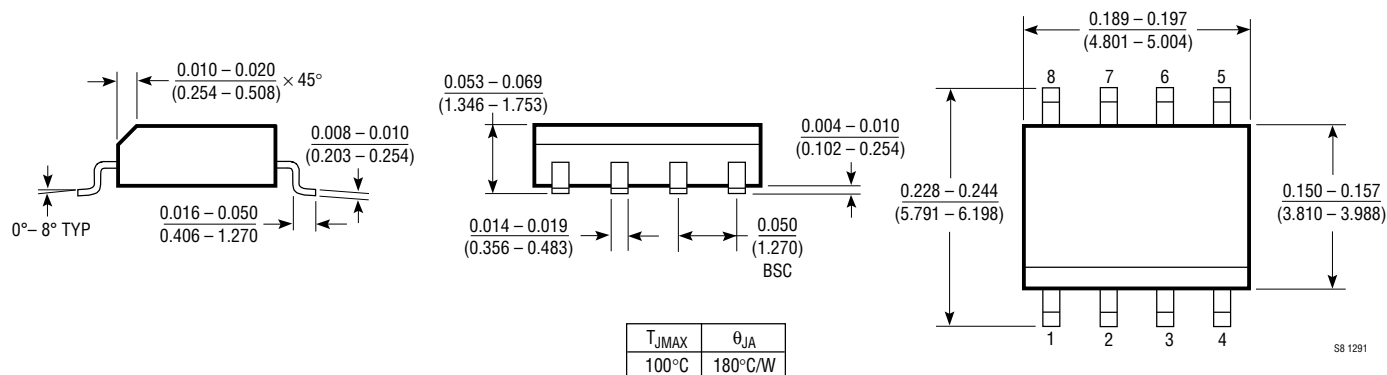 0.010 – 0.020
(0.254 – 0.508)
× 45°
0.008 – 0.010
(0.203 – 0.254)
0.016 – 0.050
0.406 – 1.270
0°– 8° TYP
0.053 – 0.069
(1.346 – 1.753)
0.004 – 0.010
(0.102 – 0.254)
0.014 – 0.019
(0.356 – 0.483)
0.050
(1.270)
BSC
0.189 – 0.197
(4.801 – 5.004)
8 7 6 5
0.228 – 0.244
(5.791 – 6.198)
0.150 – 0.157
(3.810 – 3.988)
1 2 3 4
TJMAX θJA
100°C 180°C/W
S8 1291